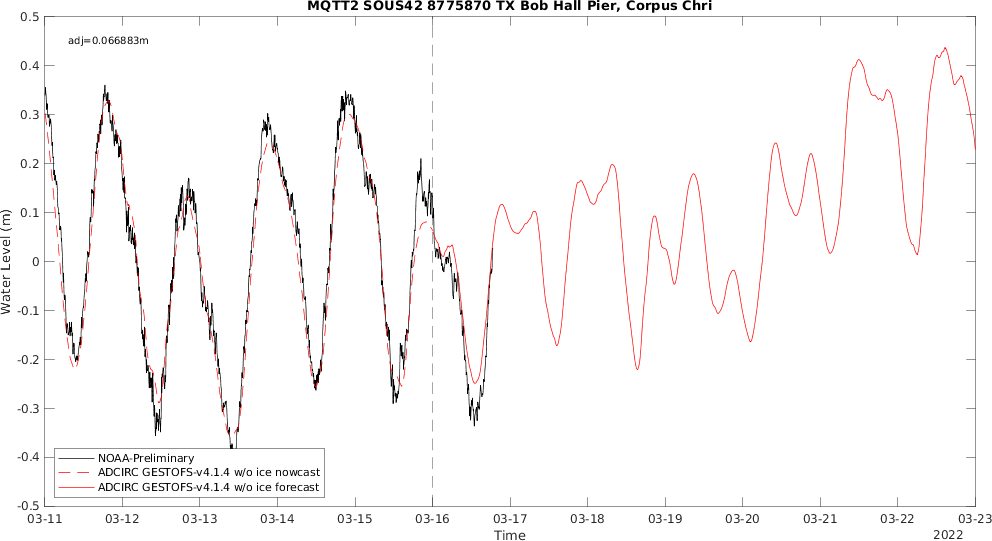 MQTT2 SOUS42 8775870 TX Bob Hall Pier, Corpus Chri
adj=0.066883m
0.5
0.4
0.3
0.2
0.1
0
-0.1
-0.2
-0.3
-0.4
-0.5
Water Level (m)
NOAA-Preliminary
ADCIRC GESTOFS-v4.1.4 w/o ice nowcast
ADCIRC GESTOFS-v4.1.4 w/o ice forecast
03-11 03-12 03-13 03-14 03-15 03-16 03-17 03-18 03-19 03-20 03-21 03-22 03-23
Time
2022